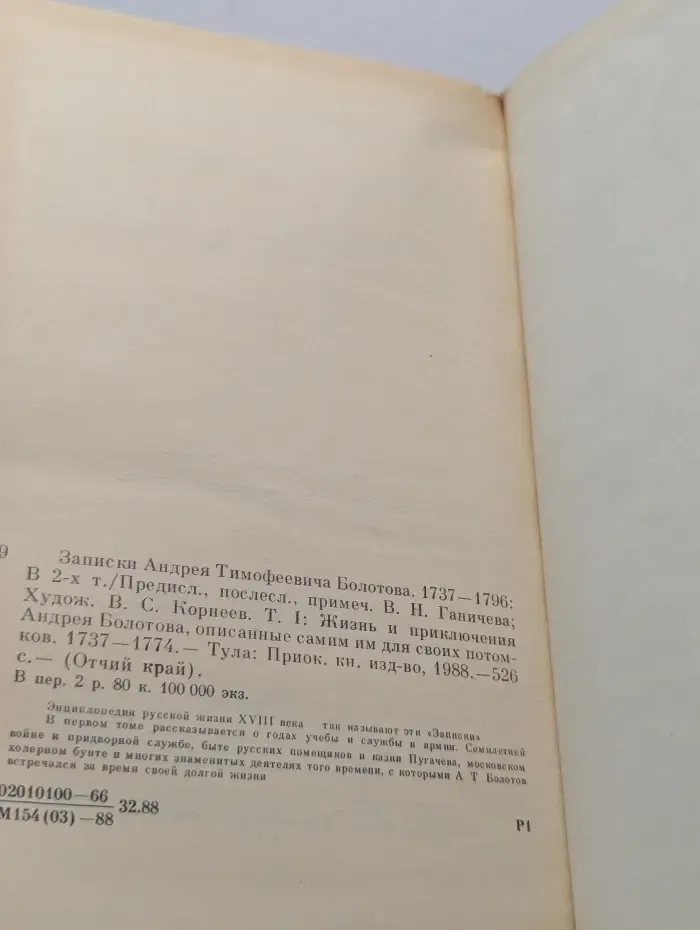 9 Записки Андрея Тимофеевича Болотова. 1737—1796:
В 2-х т./Предисл., послесл., примеч. В. Н. Ганичева;
Худож. В. С. Корнеев. Т. I: Жизнь и приключения
Андрея Болотова, описанные самим им для своих потом-
ков. 1737—1774.— Тула: Приок. кн. изд-во, 1988.—526
с.— (Отчий край).
В пер. 2 р. 80 к. 100 000 экз.
Энциклопедия русской жизни XVIII века так называют эти «Записки»
В первом томе рассказывается о годах учебы и службы в армии. Семилетней
войне и придворной службе, быте русских помощиков и казни Пугачева, московском
холерном бунте и многих знаменитых деятелях того времени, с которыми А Т Болотов
встречался за время своей долгой жизни
02010100—66
М154(03)—88
32.88
Р1